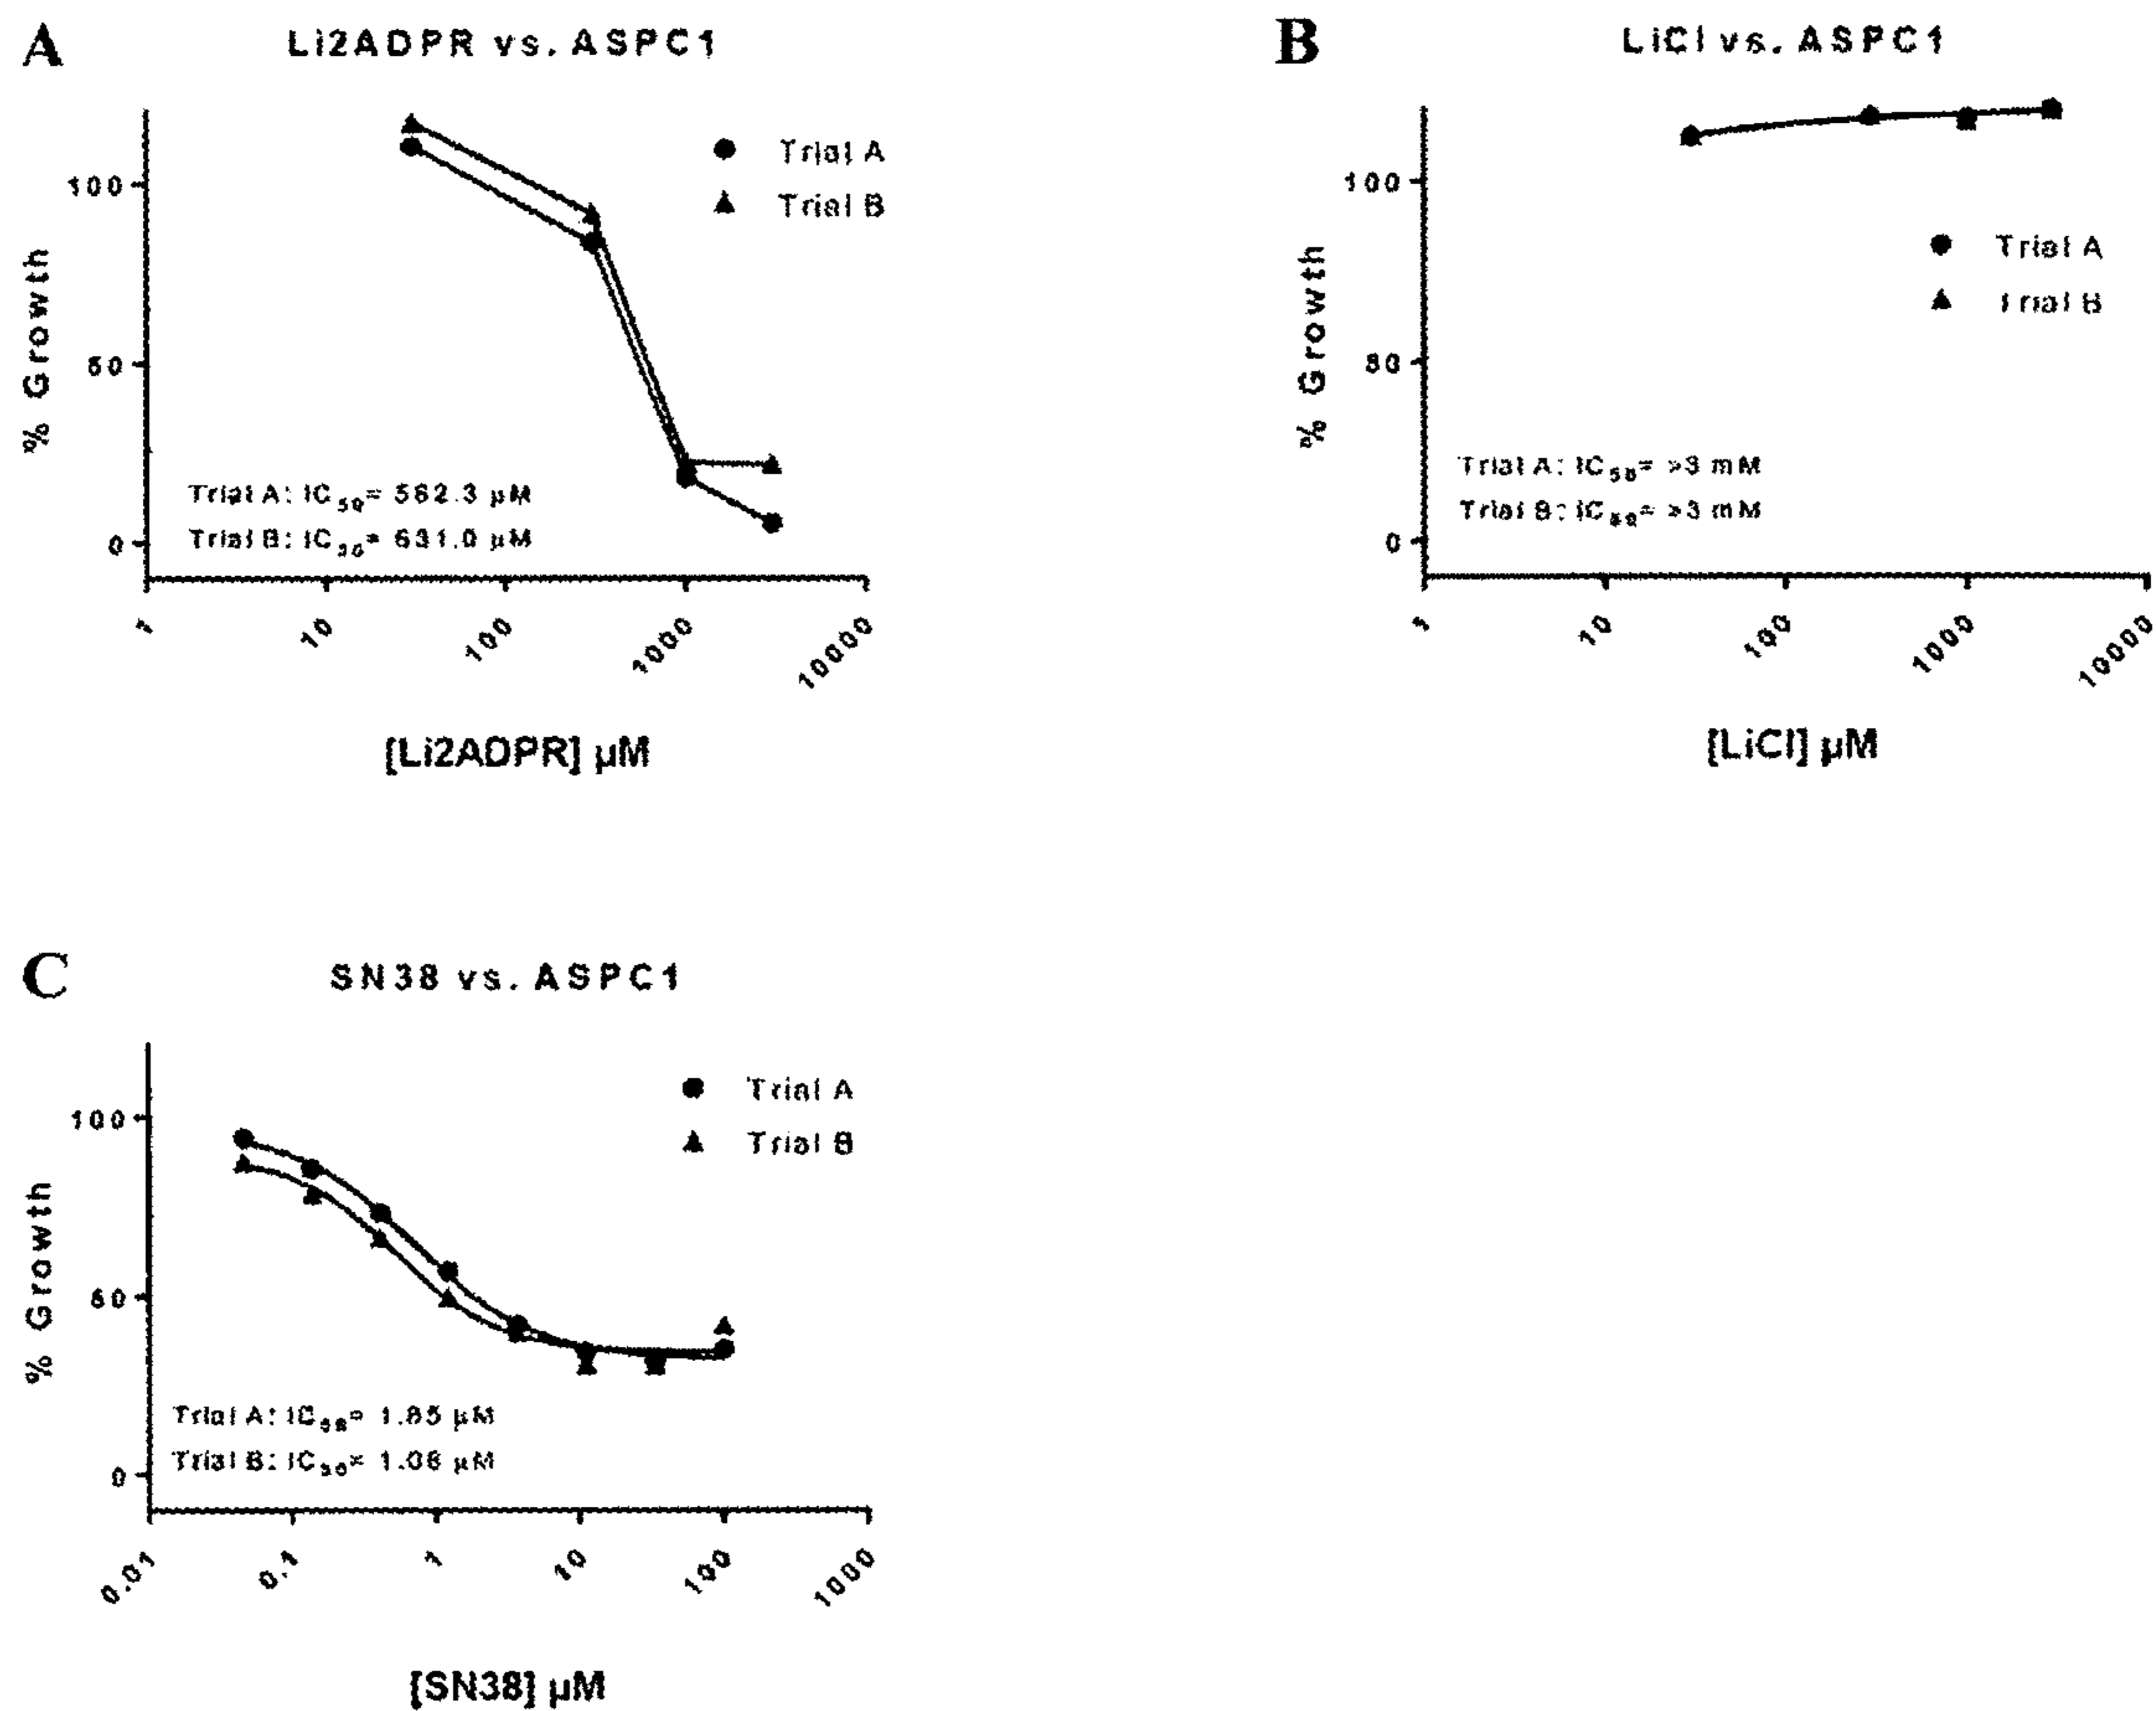 A
Li2ADPR vs. ASPC1
Trial A
Trial B
% Growth
100
50
0
Trial A: IC50= 562.3 µM
Trial B: IC50= 631.0 µM
1
10
100
1000
10000
[Li2ADPR] µM
B
LiCl vs. ASPC1
Trial A
Trial B
% Growth
100
50
0
Trial A: IC50= >3 mM
Trial B: IC50= >3 mM
1
10
100
1000
10000
[LiCl] µM
C
SN38 vs. ASPC1
Trial A
Trial B
% Growth
100
50
0
Trial A: IC50= 1.85 µM
Trial B: IC50= µM
0.01
0.1
1
10
100
1000
[SN38] µM